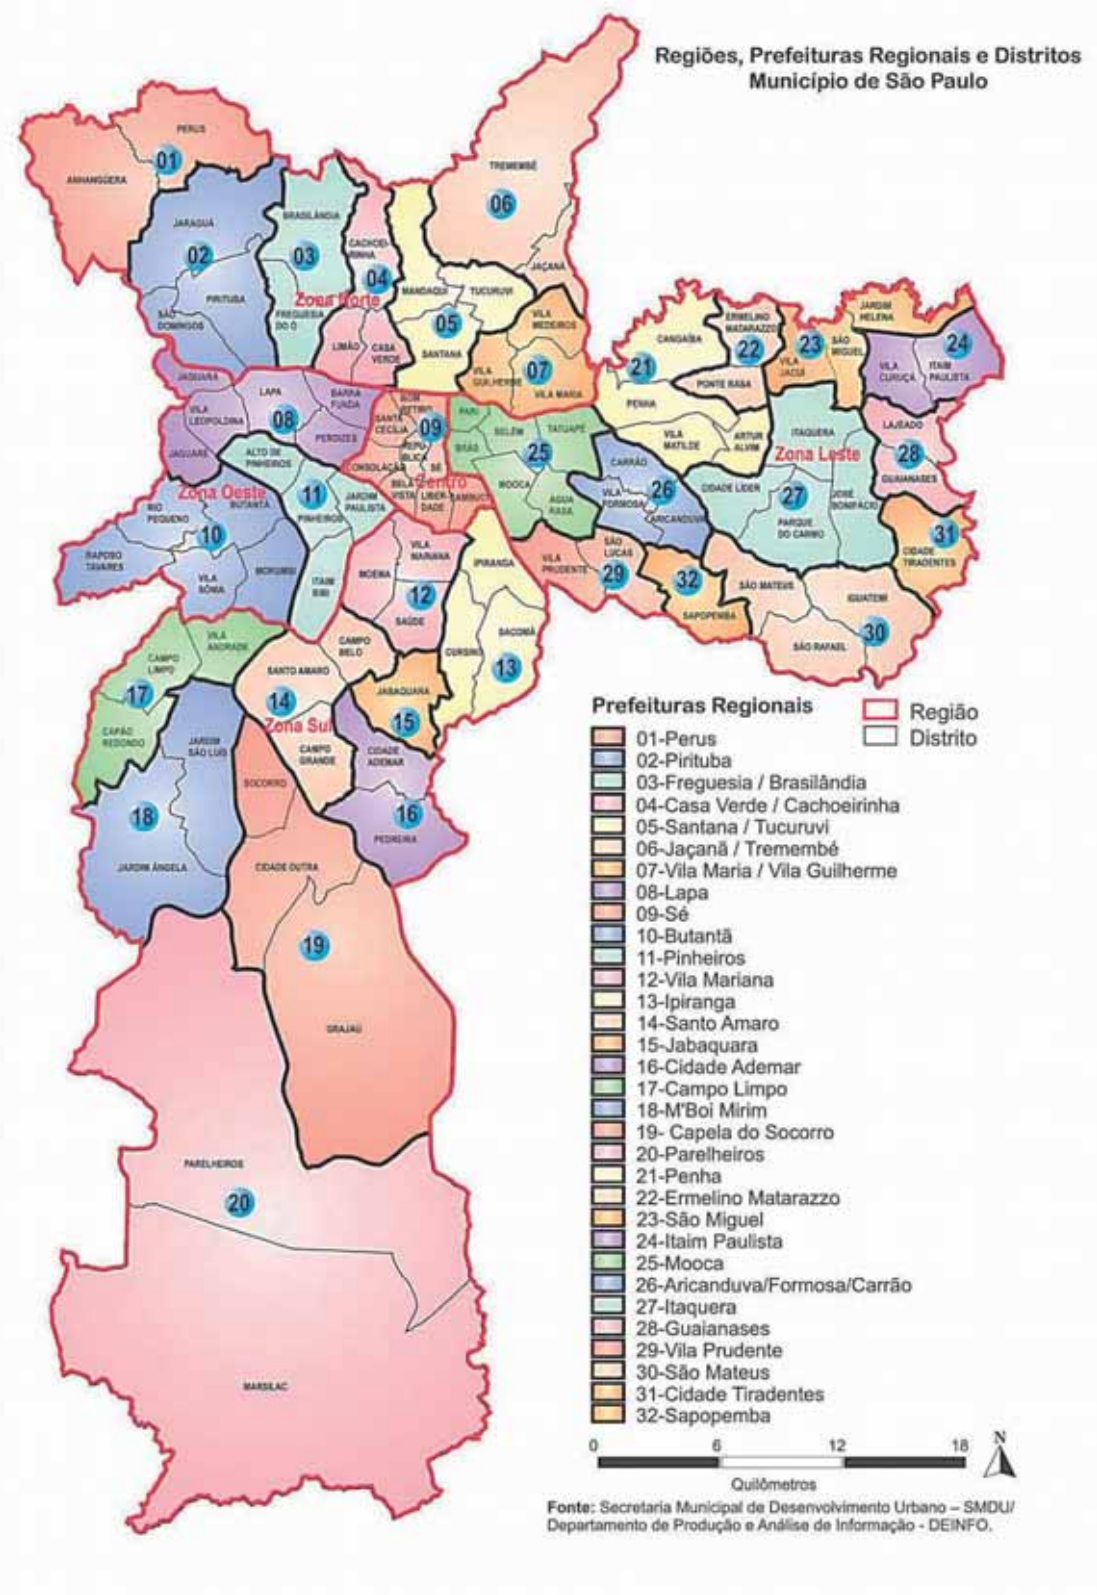 Regiões, Prefeituras Regionais e Distritos
Município de São Paulo
PERUS
01
ANHANGÜERA
TREMEMBÉ
06
JAÇANÃ
JARAGUÁ
02
PIRITUBA
SÃO
DOMINGOS
BRASILÂNDIA
03
Zona Norte
FREGUESIA
DO Ó
CACHOEI-
RINHA
04
LIMÃO
CASA
VERDE
MANDAQUI
TUCURUVI
05
SANTANA
VILA
MEDEIROS
07
VILA
GUILHERME
VILA MARIA
CANGAÍBA
21
PENHA
VILA
MATILDE
ARTUR
ALVIM
ERMELINO
MATARAZZO
22
PONTE RASA
JARDIM
HELENA
23
SÃO
MIGUEL
VILA
JACUÍ
24
VILA
CURUÇA
ITAIM
PAULISTA
JAGUARA
VILA
LEOPOLDINA
JAGUARÉ
LAPA
08
BARRA
FUNDA
PERDIZES
BOM
RETIRO
SANTA
CECÍLIA
09
REPÚ
BLICA
SÉ
CONSOLAÇÃO
Centro
BELA
VISTA
LIBER-
DADE
CAMBUCI
PARI
BRÁS
BELÉM
TATUAPÉ
25
MOOCA
ÁGUA
RASA
CARRÃO
VILA
FORMOSA
26
ARICANDUVA
ITAQUERA
Zona Leste
CIDADE LÍDER
27
JOSÉ
BONIFÁCIO
PARQUE
DO CARMO
LAJEADO
28
GUAIANASES
31
CIDADE
TIRADENTES
ALTO DE
PINHEIROS
11
PINHEIROS
JARDIM
PAULISTA
ITAIM
BIBI
Zona Oeste
RIO
PEQUENO
BUTANTÃ
10
RAPOSO
TAVARES
VILA
SÔNIA
MORUMBI
VILA
MARIANA
MOEMA
12
SAÚDE
IPIRANGA
SACOMÃ
CURSINO
13
VILA
PRUDENTE
SÃO
LUCAS
29
32
SAPOPEMBA
SÃO MATEUS
IGUATEMI
30
SÃO RAFAEL
VILA
ANDRADE
CAMPO
LIMPO
17
CAPÃO
REDONDO
CAMPO
BELO
SANTO AMARO
14
Zona Sul
CAMPO
GRANDE
JABAQUARA
15
CIDADE
ADEMAR
16
PEDREIRA
JARDIM
SÃO LUÍS
18
JARDIM ÂNGELA
SOCORRO
CIDADE DUTRA
19
GRAJAÚ
PARELHEIROS
20
MARSILAC
Prefeituras Regionais
Região
Distrito
01-Perus
02-Pirituba
03-Freguesia / Brasilândia
04-Casa Verde / Cachoeirinha
05-Santana / Tucuruvi
06-Jaçanã / Tremembé
07-Vila Maria / Vila Guilherme
08-Lapa
09-Sé
10-Butantã
11-Pinheiros
12-Vila Mariana
13-Ipiranga
14-Santo Amaro
15-Jabaquara
16-Cidade Ademar
17-Campo Limpo
18-M'Boi Mirim
19- Capela do Socorro
20-Parelheiros
21-Penha
22-Ermelino Matarazzo
23-São Miguel
24-Itaim Paulista
25-Mooca
26-Aricanduva/Formosa/Carrão
27-Itaquera
28-Guaianases
29-Vila Prudente
30-São Mateus
31-Cidade Tiradentes
32-Sapopemba
0 6 12 18
N
Quilômetros
Fonte: Secretaria Municipal de Desenvolvimento Urbano – SMDU/
Departamento de Produção e Análise de Informação - DEINFO.